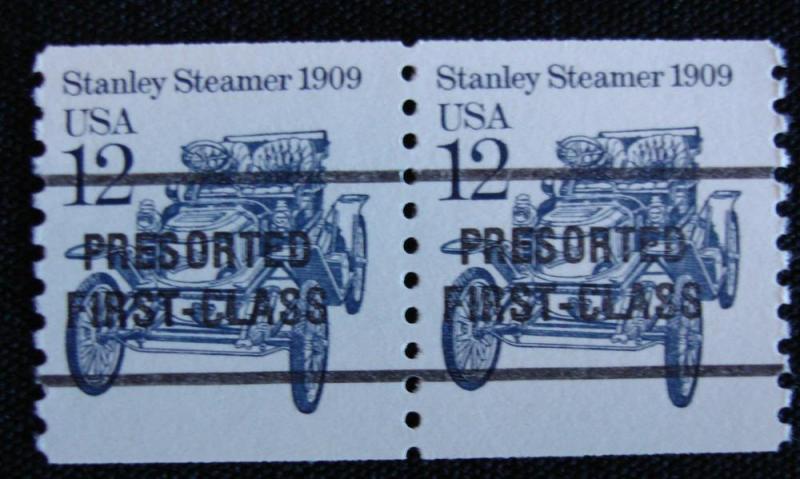 Stanley Steamer 1909
USA
12
PRESORTED
FIRST-CLASS
Stanley Steamer 1909
USA
12
PRESORTED
FIRST-CLASS